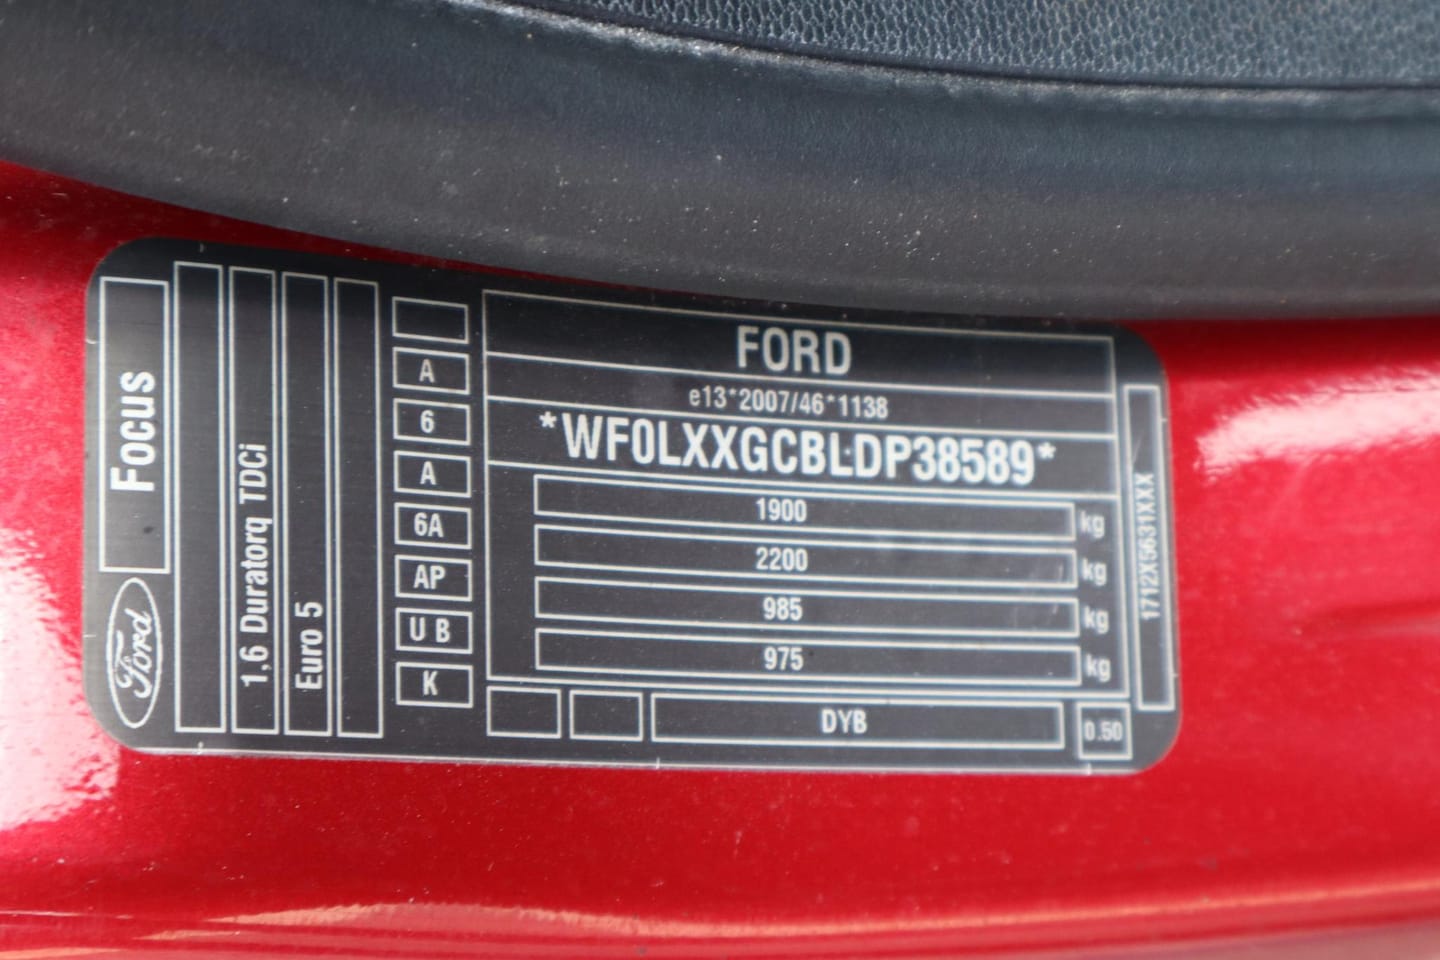 Focus
Ford
1,6 Duratorq TDCi
Euro 5
A
6
A
6A
AP
U B
K
FORD
e13*2007/46*1138
*WF0LXXGCBLDP38589*
1900 kg
2200 kg
985 kg
975 kg
DYB
0.50
1712X5631XXX